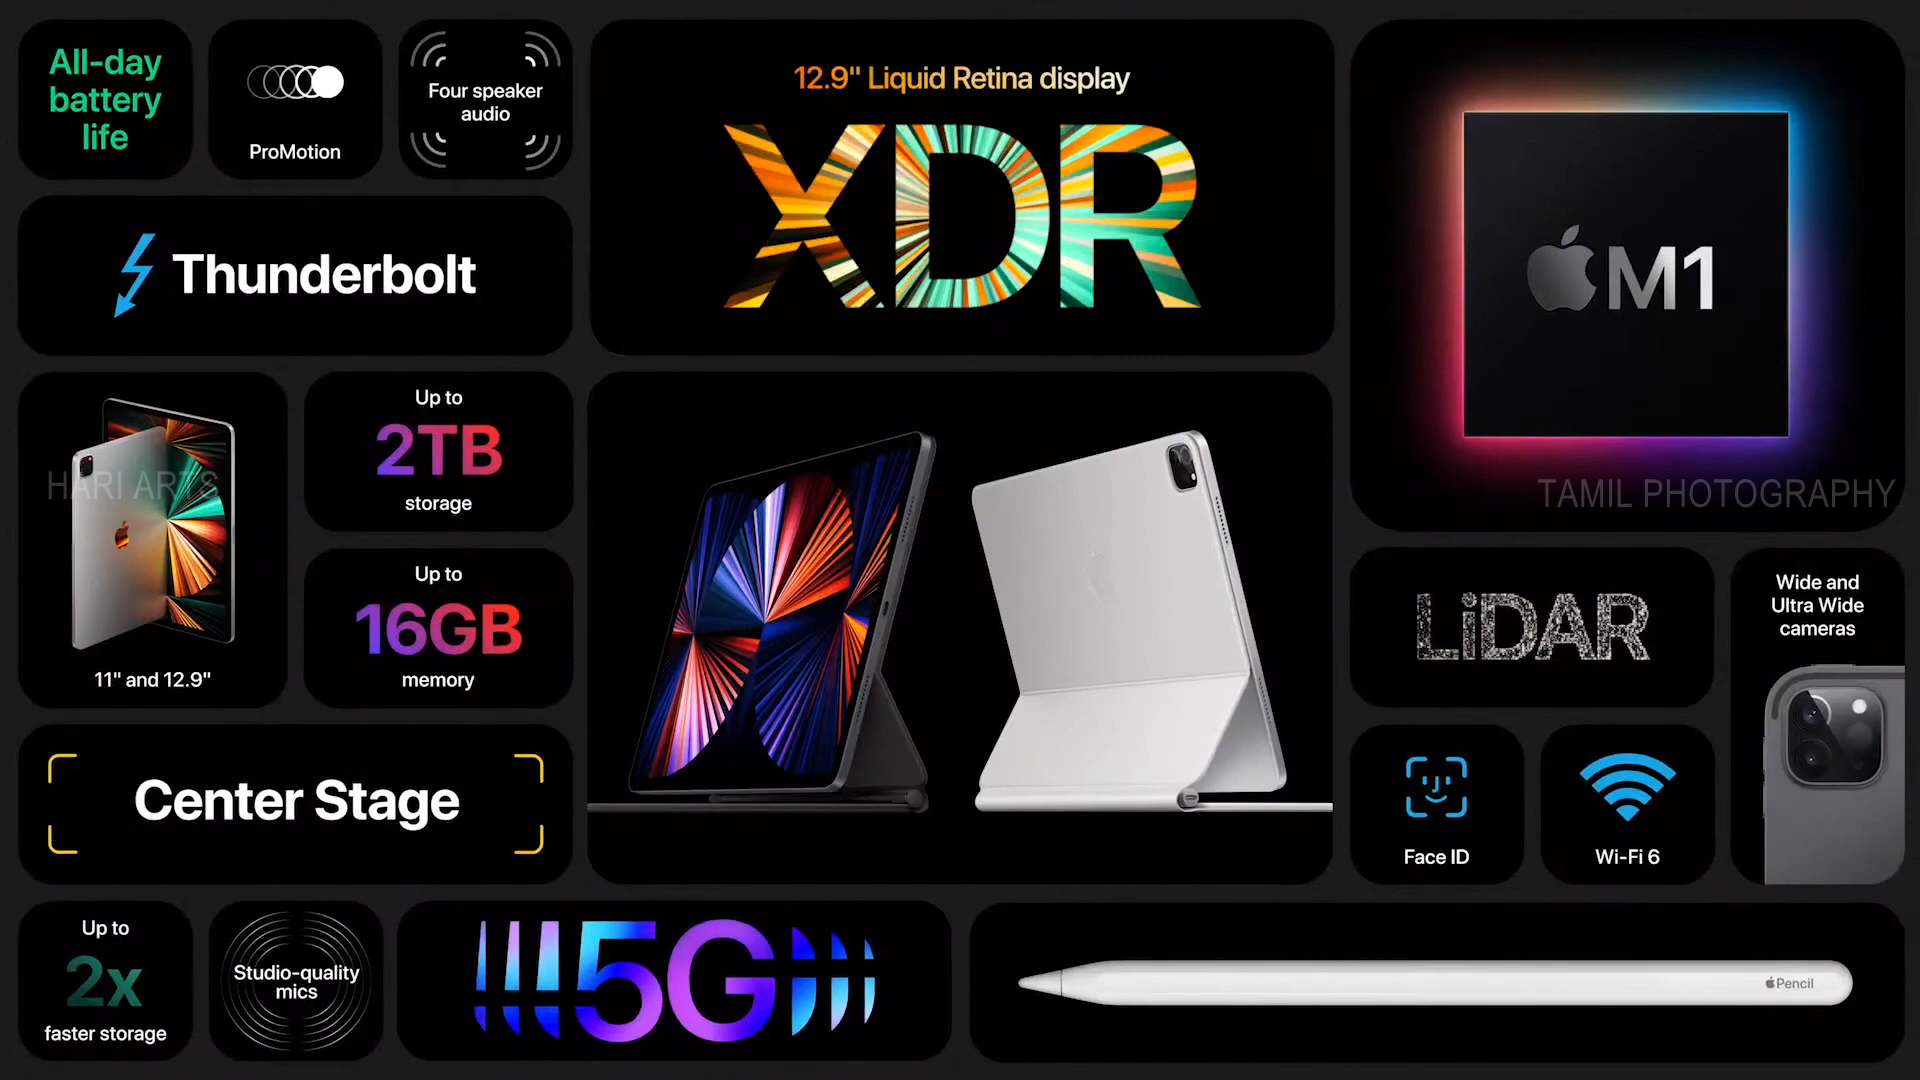 All-day
battery
life
ProMotion
Four speaker
audio
12.9" Liquid Retina display
XDR
M1
Thunderbolt
11" and 12.9"
Up to
2TB
storage
Up to
16GB
memory
HARI ARTS
TAMIL PHOTOGRAPHY
LiDAR
Wide and
Ultra Wide
cameras
Center Stage
Face ID
Wi-Fi 6
Up to
2x
faster storage
Studio-quality
mics
5G
Pencil